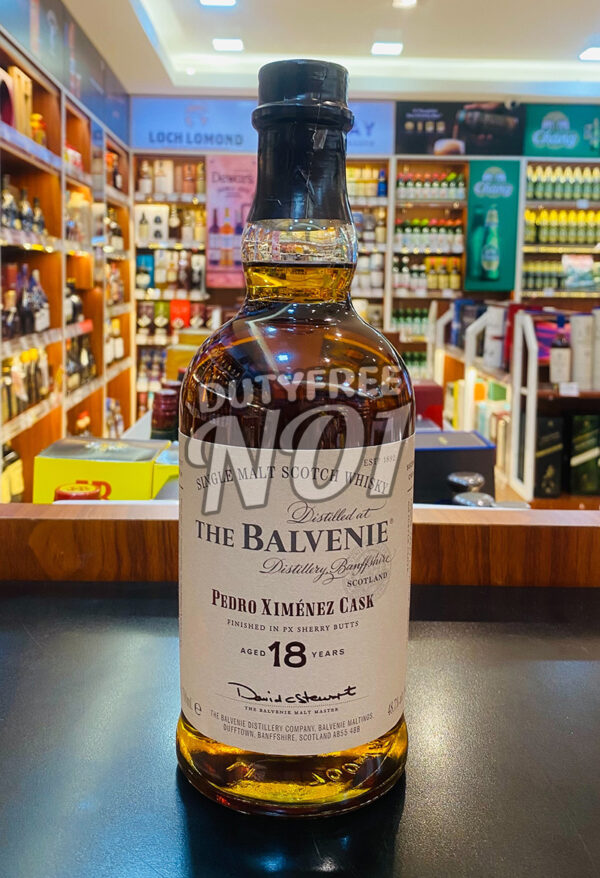 LOCH LOMOND
AY
Dewar's
Chang
Chang
DUTYFREE
NO1
EST 1892
SINGLE MALT SCOTCH WHISKY
Distilled at
THE BALVENIE®
Distillery, Banffshire
SCOTLAND
PEDRO XIMÉNEZ CASK
FINISHED IN PX SHERRY BUTTS
AGED 18 YEARS
David C Stewart
THE BALVENIE MALT MASTER
THE BALVENIE DISTILLERY COMPANY, BALVENIE MALTINGS,
DUFFTOWN, BANFFSHIRE, SCOTLAND AB55 4BB